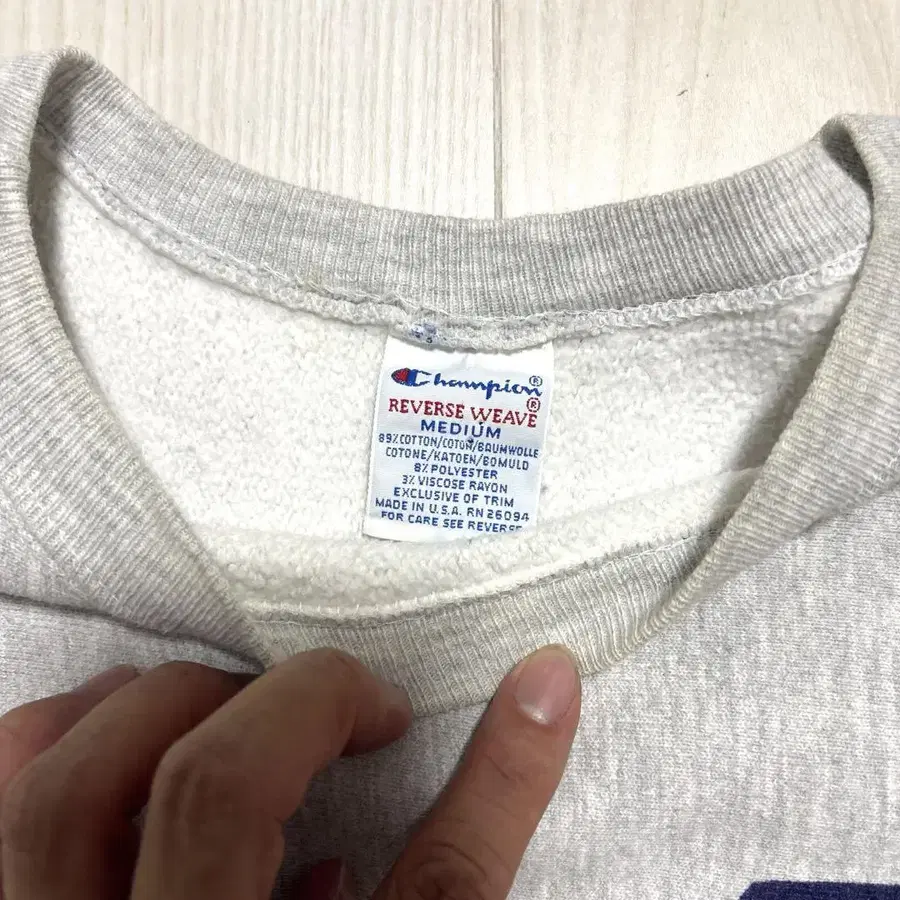 Champion®
REVERSE WEAVE®
MEDIUM
89% COTTON/COTON/BAUMWOLLE
COTONE/KATOEN/BOMULD
8% POLYESTER
3% VISCOSE RAYON
EXCLUSIVE OF TRIM
MADE IN U.S.A. RN 26094
FOR CARE SEE REVERSE